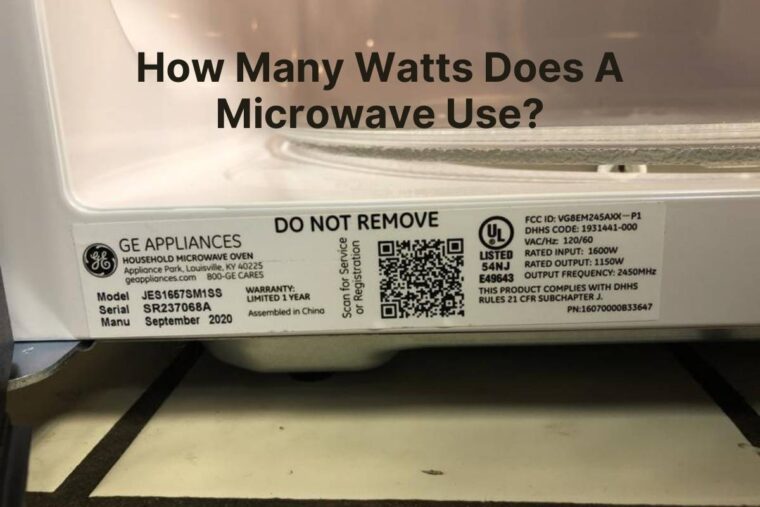 How Many Watts Does A
Microwave Use?
DO NOT REMOVE
GE APPLIANCES
HOUSEHOLD MICROWAVE OVEN
Appliance Park, Louisville, KY 40225
geappliances.com 800-GE CARES
Model JES1657SM1SS
Serial SR237068A
Manu September 2020
WARRANTY:
LIMITED 1 YEAR
Assembled in China
Scan for Service
or Registration
UL
LISTED
54NJ
E49643
FCC ID: VG8EM245AXX-P1
DHHS CODE: 1931441-000
VAC/Hz: 120/60
RATED INPUT: 1600W
RATED OUTPUT: 1150W
OUTPUT FREQUENCY: 2450MHz
THIS PRODUCT COMPLIES WITH DHHS
RULES 21 CFR SUBCHAPTER J.
PN:16070000B33647